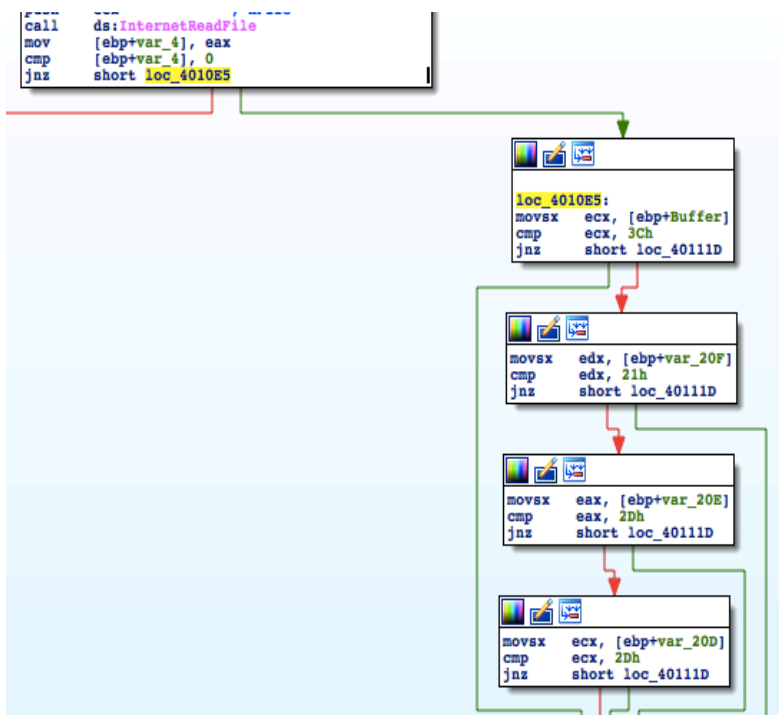 call ds:InternetReadFile
mov [ebp+var_4], eax
cmp [ebp+var_4], 0
jnz short loc_4010E5
loc_4010E5:
movsx ecx, [ebp+Buffer]
cmp ecx, 3Ch
jnz short loc_40111D
movsx edx, [ebp+var_20F]
cmp edx, 21h
jnz short loc_40111D
movsx eax, [ebp+var_20E]
cmp eax, 2Dh
jnz short loc_40111D
movsx ecx, [ebp+var_20D]
cmp ecx, 2Dh
jnz short loc_40111D